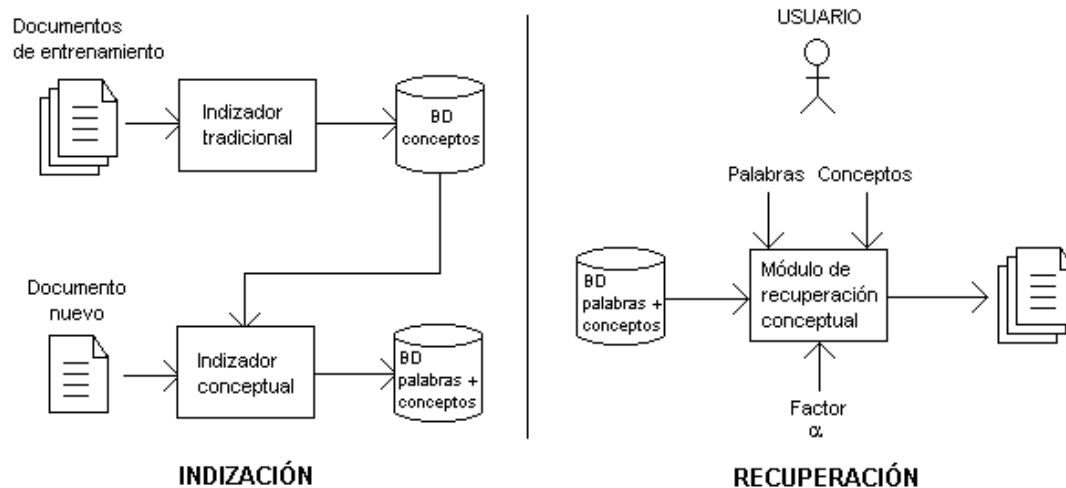 Documentos
de entrenamiento
Indizador
tradicional
BD
conceptos
Documento
nuevo
Indizador
conceptual
BD
palabras +
conceptos
INDIZACIÓN
USUARIO
Palabras
Conceptos
BD
palabras +
conceptos
Módulo de
recuperación
conceptual
Factor
α
RECUPERACIÓN